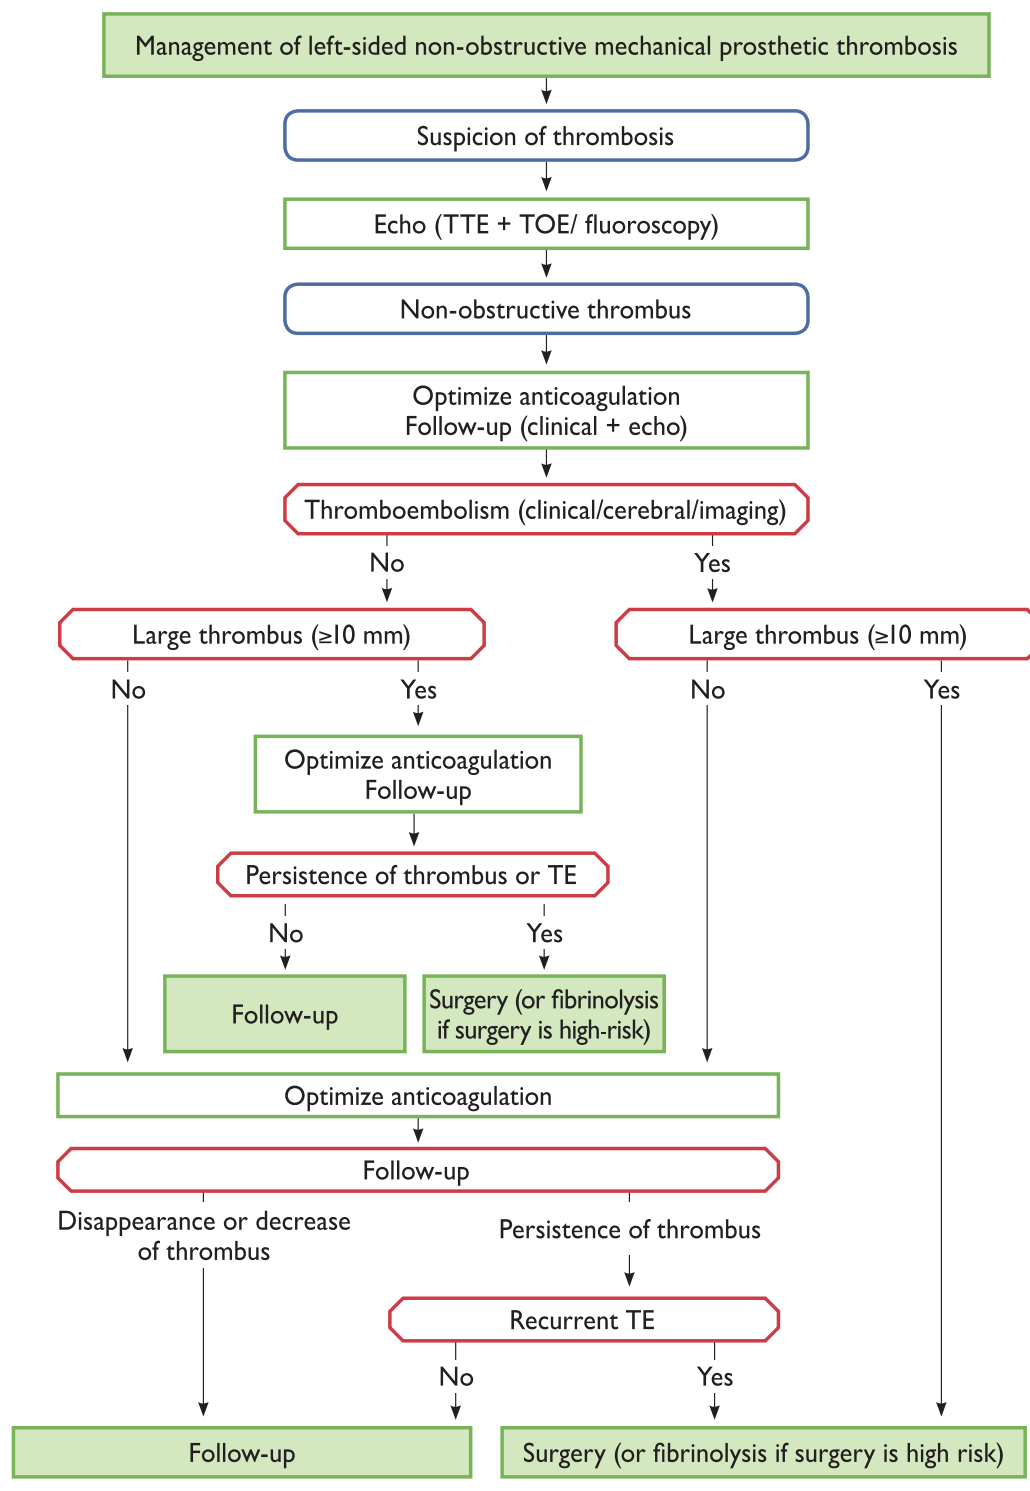 Management of left-sided non-obstructive mechanical prosthetic thrombosis
Suspicion of thrombosis
Echo (TTE + TOE/ fluoroscopy)
Non-obstructive thrombus
Optimize anticoagulation
Follow-up (clinical + echo)
Thromboembolism (clinical/cerebral/imaging)
No
Yes
Large thrombus (≥10 mm)
Large thrombus (≥10 mm)
No
Yes
No
Yes
Optimize anticoagulation
Follow-up
Persistence of thrombus or TE
No
Yes
Follow-up
Surgery (or fibrinolysis
if surgery is high-risk)
Optimize anticoagulation
Follow-up
Disappearance or decrease
of thrombus
Persistence of thrombus
Recurrent TE
No
Yes
Follow-up
Surgery (or fibrinolysis if surgery is high risk)